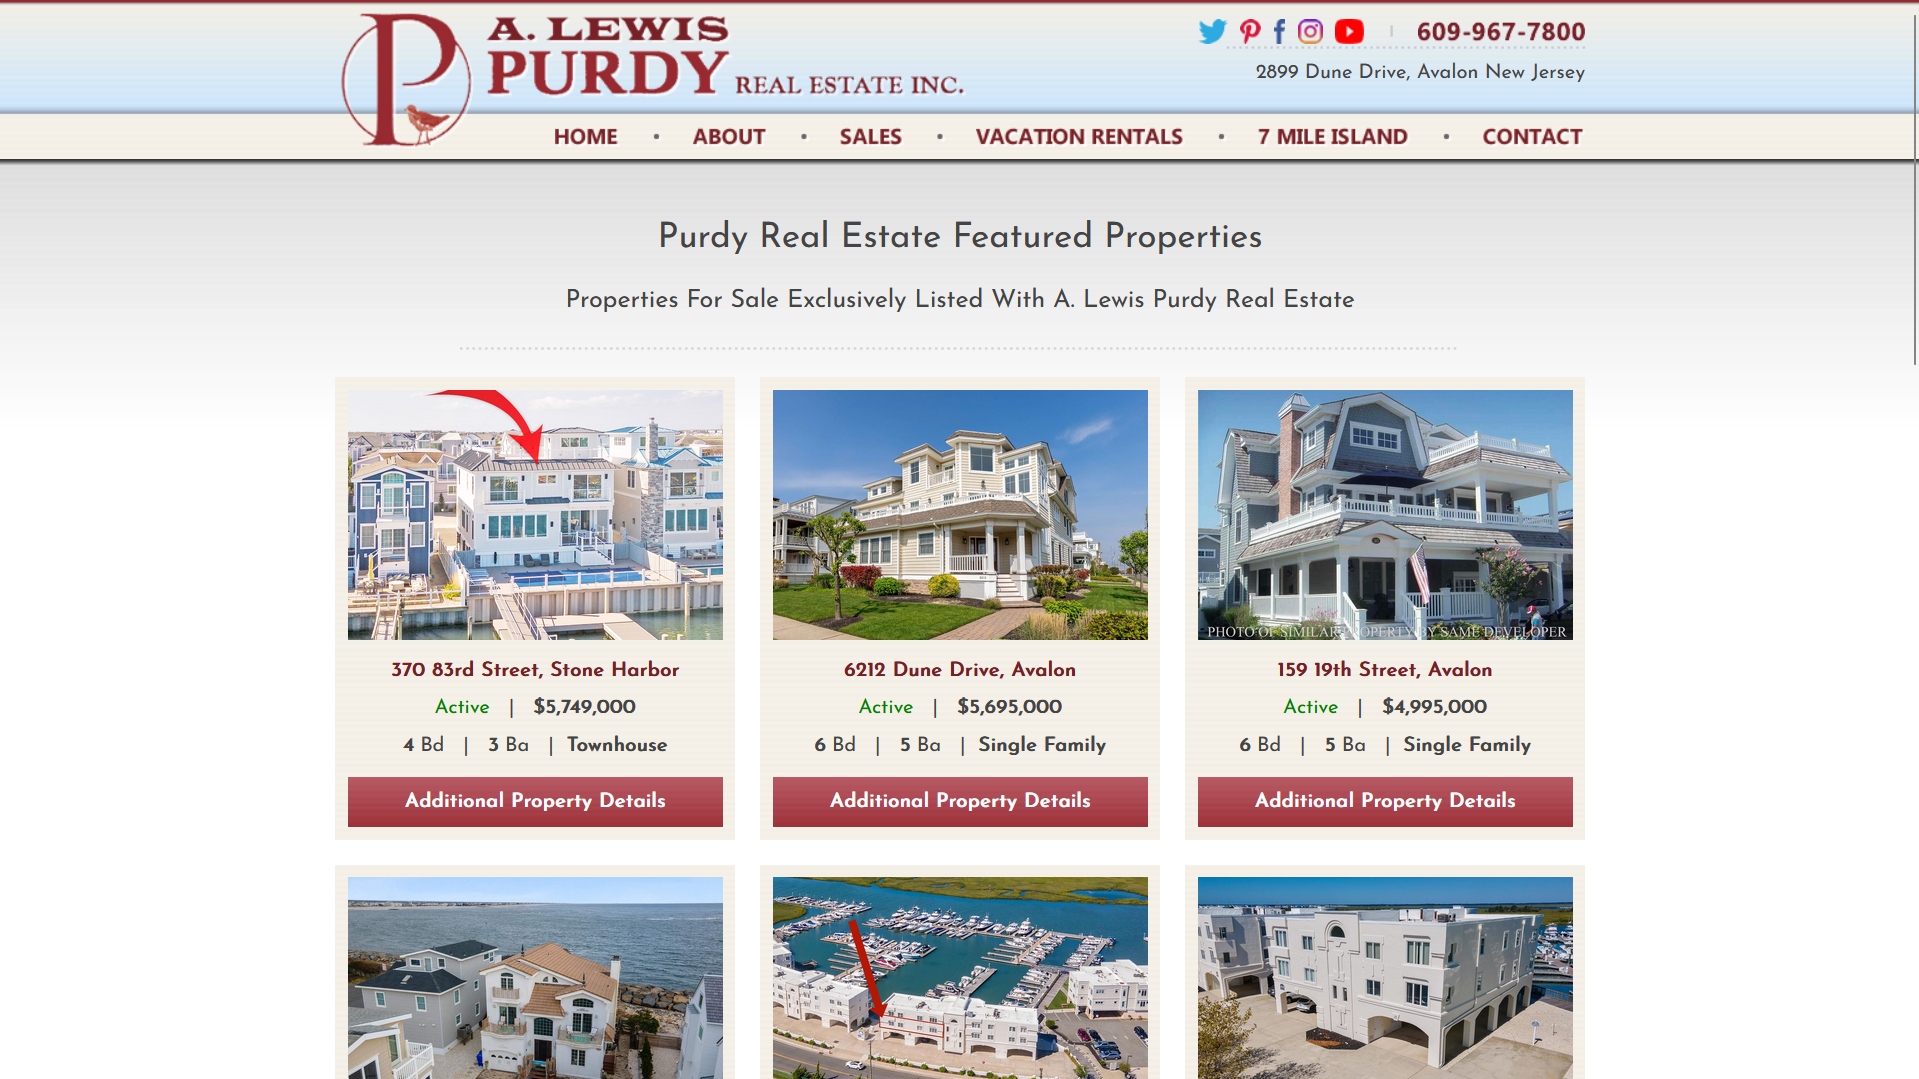 A. LEWIS
PURDY REAL ESTATE INC.
609-967-7800
2899 Dune Drive, Avalon New Jersey
HOME • ABOUT • SALES • VACATION RENTALS • 7 MILE ISLAND • CONTACT
Purdy Real Estate Featured Properties
Properties For Sale Exclusively Listed With A. Lewis Purdy Real Estate
PHOTO OF SIMILAR PROPERTY BY SAME DEVELOPER
370 83rd Street, Stone Harbor
Active | $5,749,000
4 Bd | 3 Ba | Townhouse
Additional Property Details
6212 Dune Drive, Avalon
Active | $5,695,000
6 Bd | 5 Ba | Single Family
Additional Property Details
159 19th Street, Avalon
Active | $4,995,000
6 Bd | 5 Ba | Single Family
Additional Property Details